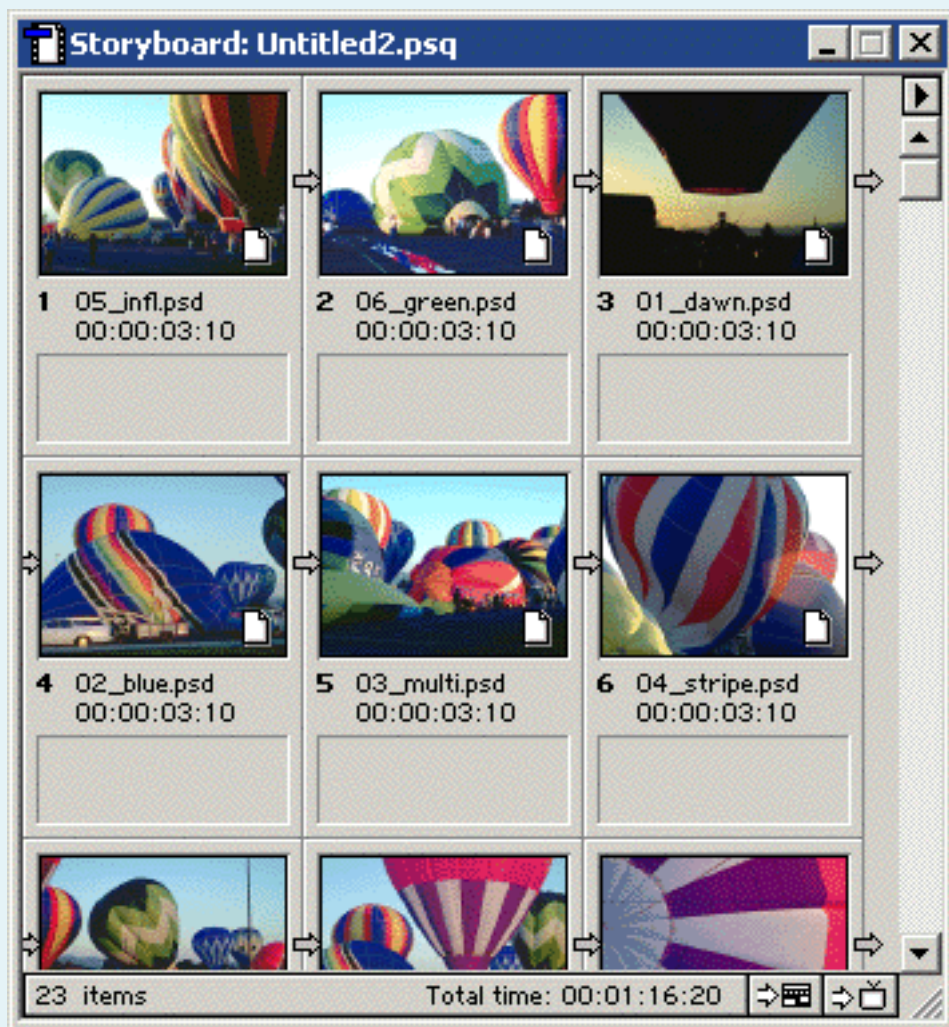 Storyboard: Untitled2.psq
1 05_infl.psd
00:00:03:10
2 06_green.psd
00:00:03:10
3 01_dawn.psd
00:00:03:10
4 02_blue.psd
00:00:03:10
5 03_multi.psd
00:00:03:10
6 04_stripe.psd
00:00:03:10
23 items
Total time: 00:01:16:20